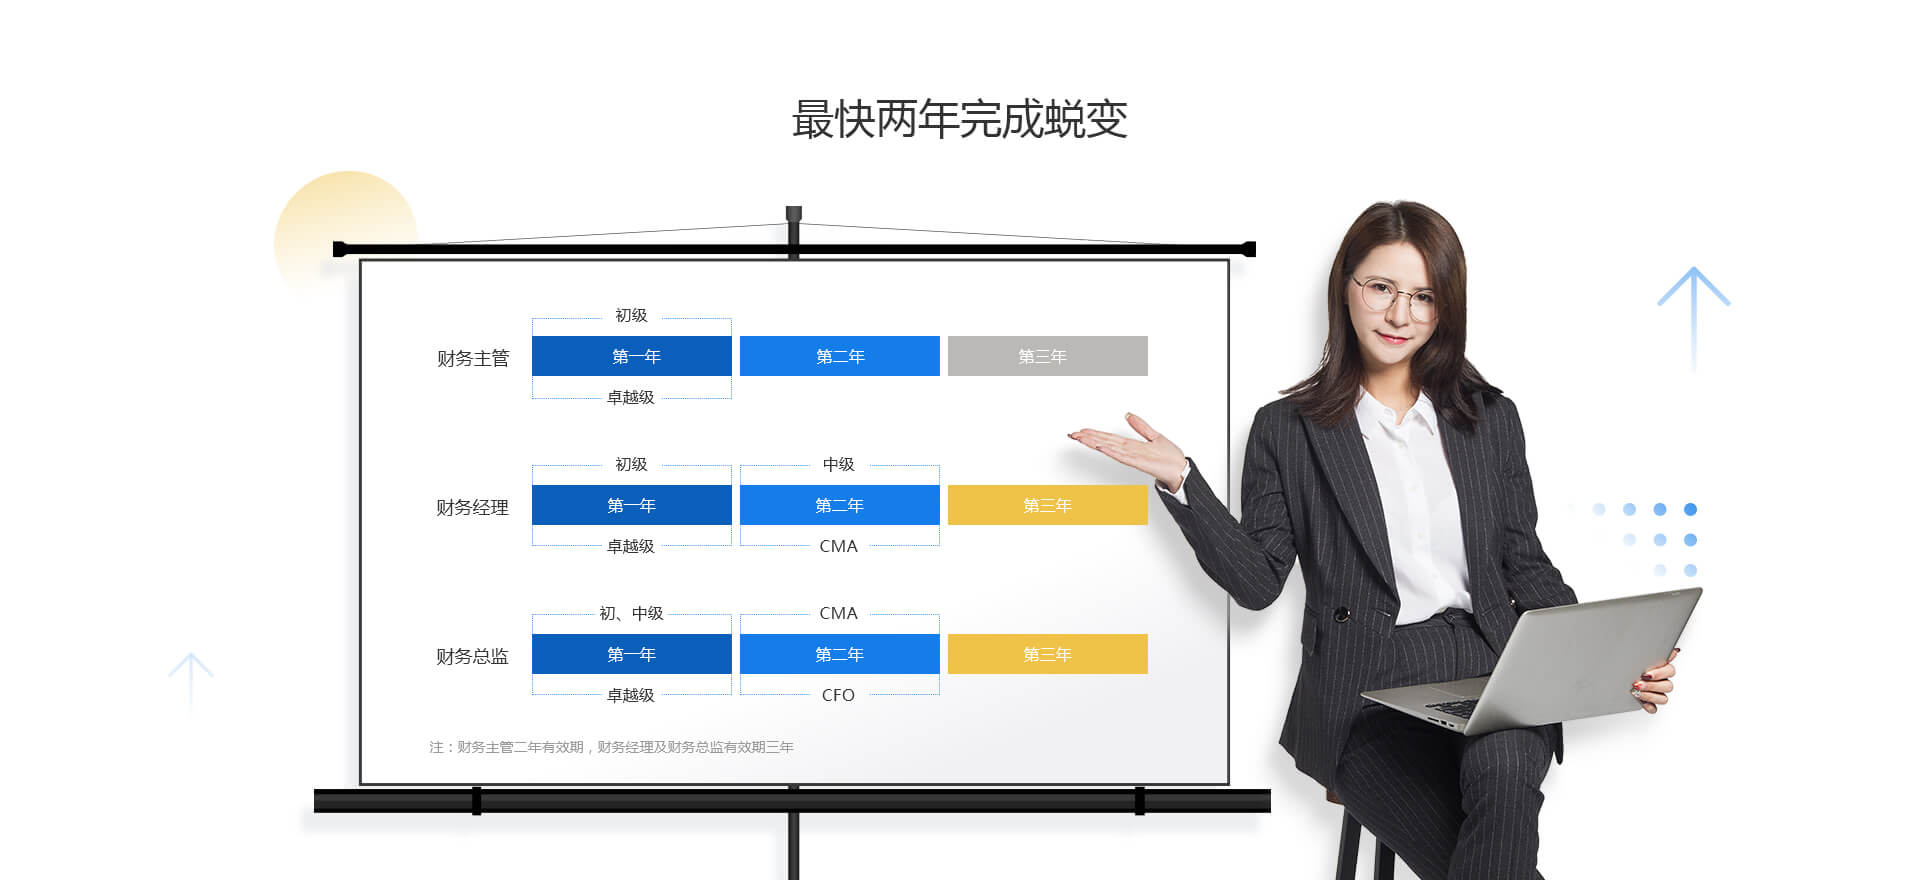 最快两年完成蜕变
初级
财务主管 第一年 第二年 第三年
卓越级
初级 中级
财务经理 第一年 第二年 第三年
卓越级 CMA
初、中级 CMA
财务总监 第一年 第二年 第三年
卓越级 CFO
注：财务主管二年有效期，财务经理及财务总监有效期三年